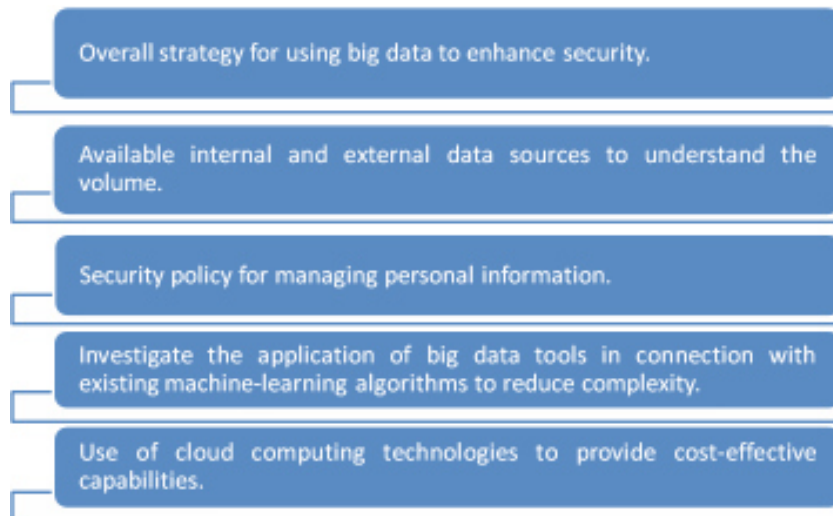 Overall strategy for using big data to enhance security.
Available internal and external data sources to understand the
volume.
Security policy for managing personal information.
Investigate the application of big data tools in connection with
existing machine-learning algorithms to reduce complexity.
Use of cloud computing technologies to provide cost-effective
capabilities.